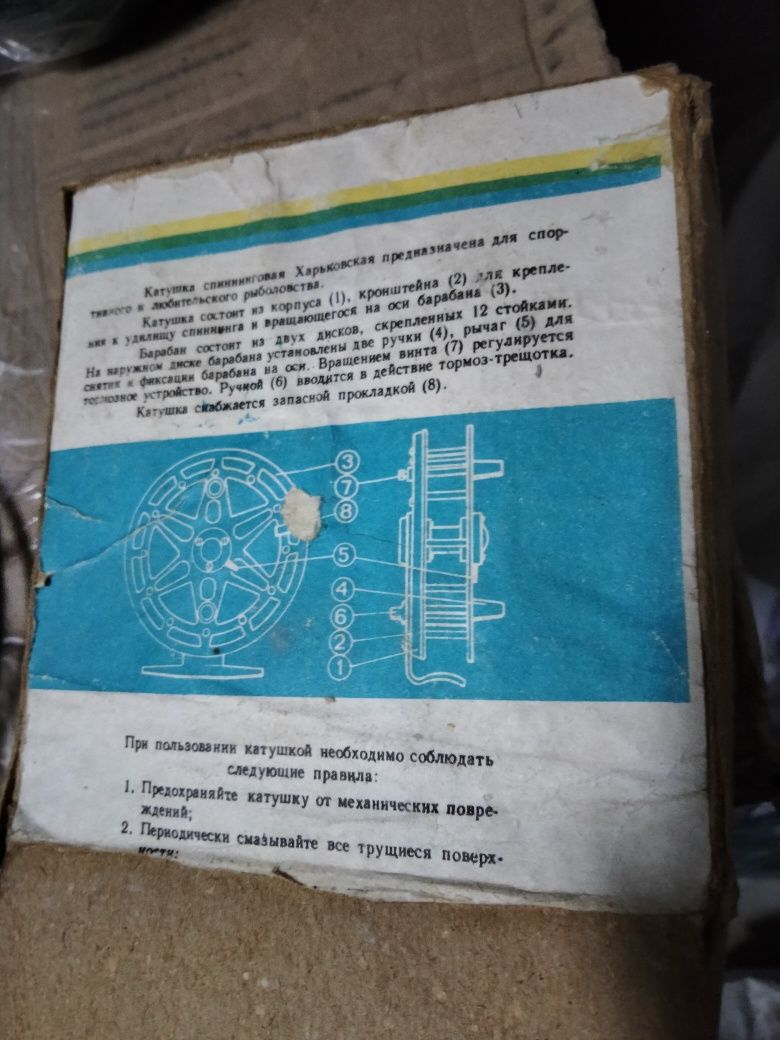 Катушка спиннинговая Харьковская предназначена для спор-
тивного и любительского рыболовства.
Катушка состоит из корпуса (1), кронштейна (2) для крепле-
ния к удилищу спиннинга и вращающегося на оси барабана (3).
Барабан состоит из двух дисков, скрепленных 12 стойками.
На наружном диске барабана установлены две ручки (4), рычаг (5) для
снятия и фиксации барабана на оси. Вращением винта (7) регулируется
тормозное устройство. Ручкой (6) вводится в действие тормоз-трещотка.
Катушка снабжается запасной прокладкой (8).
3
7
8
5
4
6
2
1
При пользовании катушкой необходимо соблюдать
следующие правила:
1. Предохраняйте катушку от механических повре-
ждений;
2. Периодически смазывайте все трущиеся поверх-
ности;